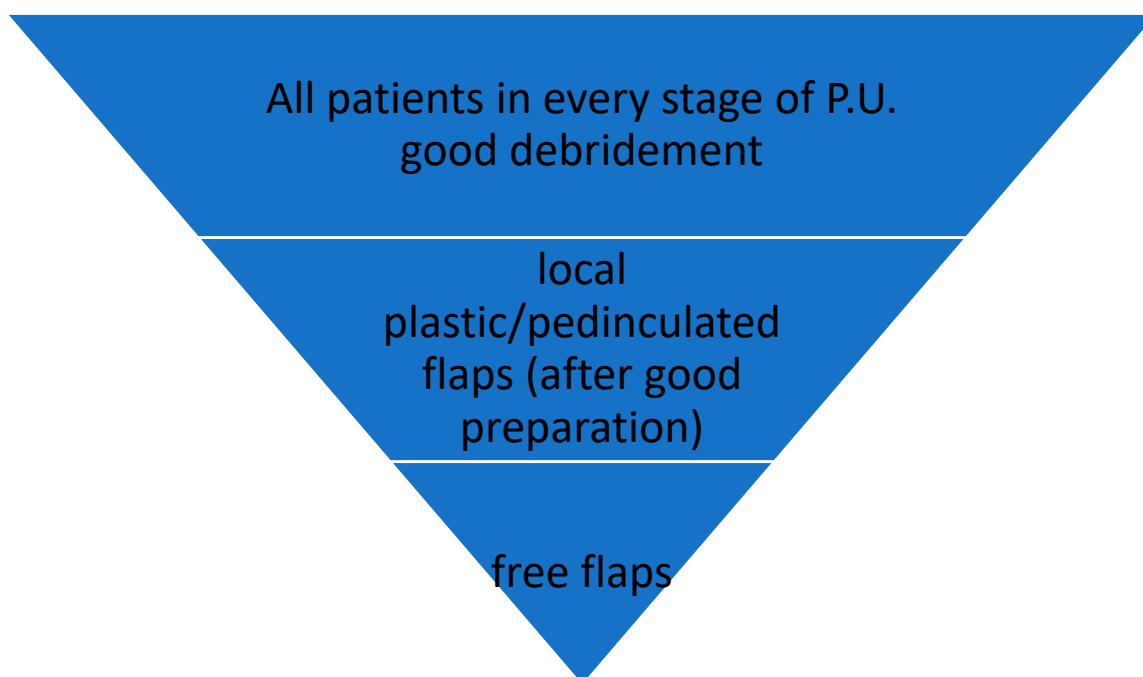 All patients in every stage of P.U.
good debridement
local
plastic/pedinculated
flaps (after good
preparation)
free flaps